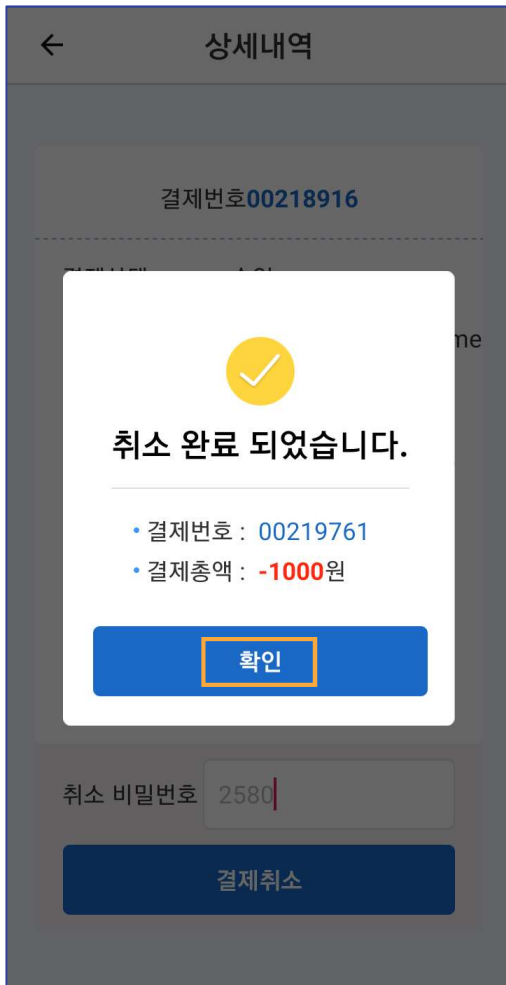 상세내역
결제번호00218916
me
취소 완료 되었습니다.
• 결제번호 : 00219761
• 결제총액 : -1000원
확인
취소 비밀번호 2580
결제취소